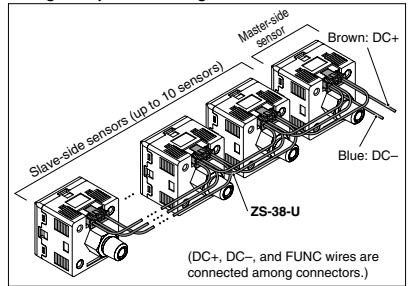 Master-side
sensor
Brown: DC+
Slave-side sensors (up to 10 sensors)
Blue: DC–
ZS-38-U
(DC+, DC–, and FUNC wires are
connected among connectors.)